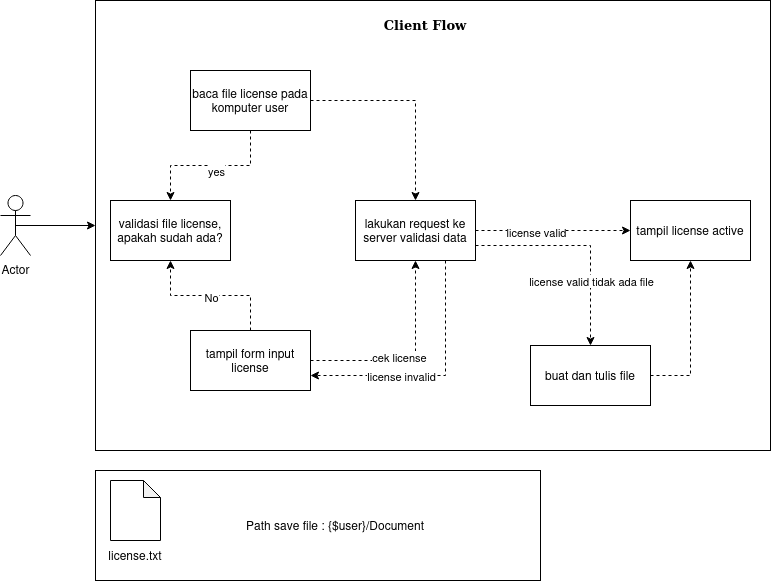 Client Flow
baca file license pada
komputer user
yes
validasi file license,
apakah sudah ada?
lakukan request ke
server validasi data
license valid
tampil license active
Actor
license valid tidak ada file
No
tampil form input
license
cek license
license invalid
buat dan tulis file
Path save file : {$user}/Document
license.txt